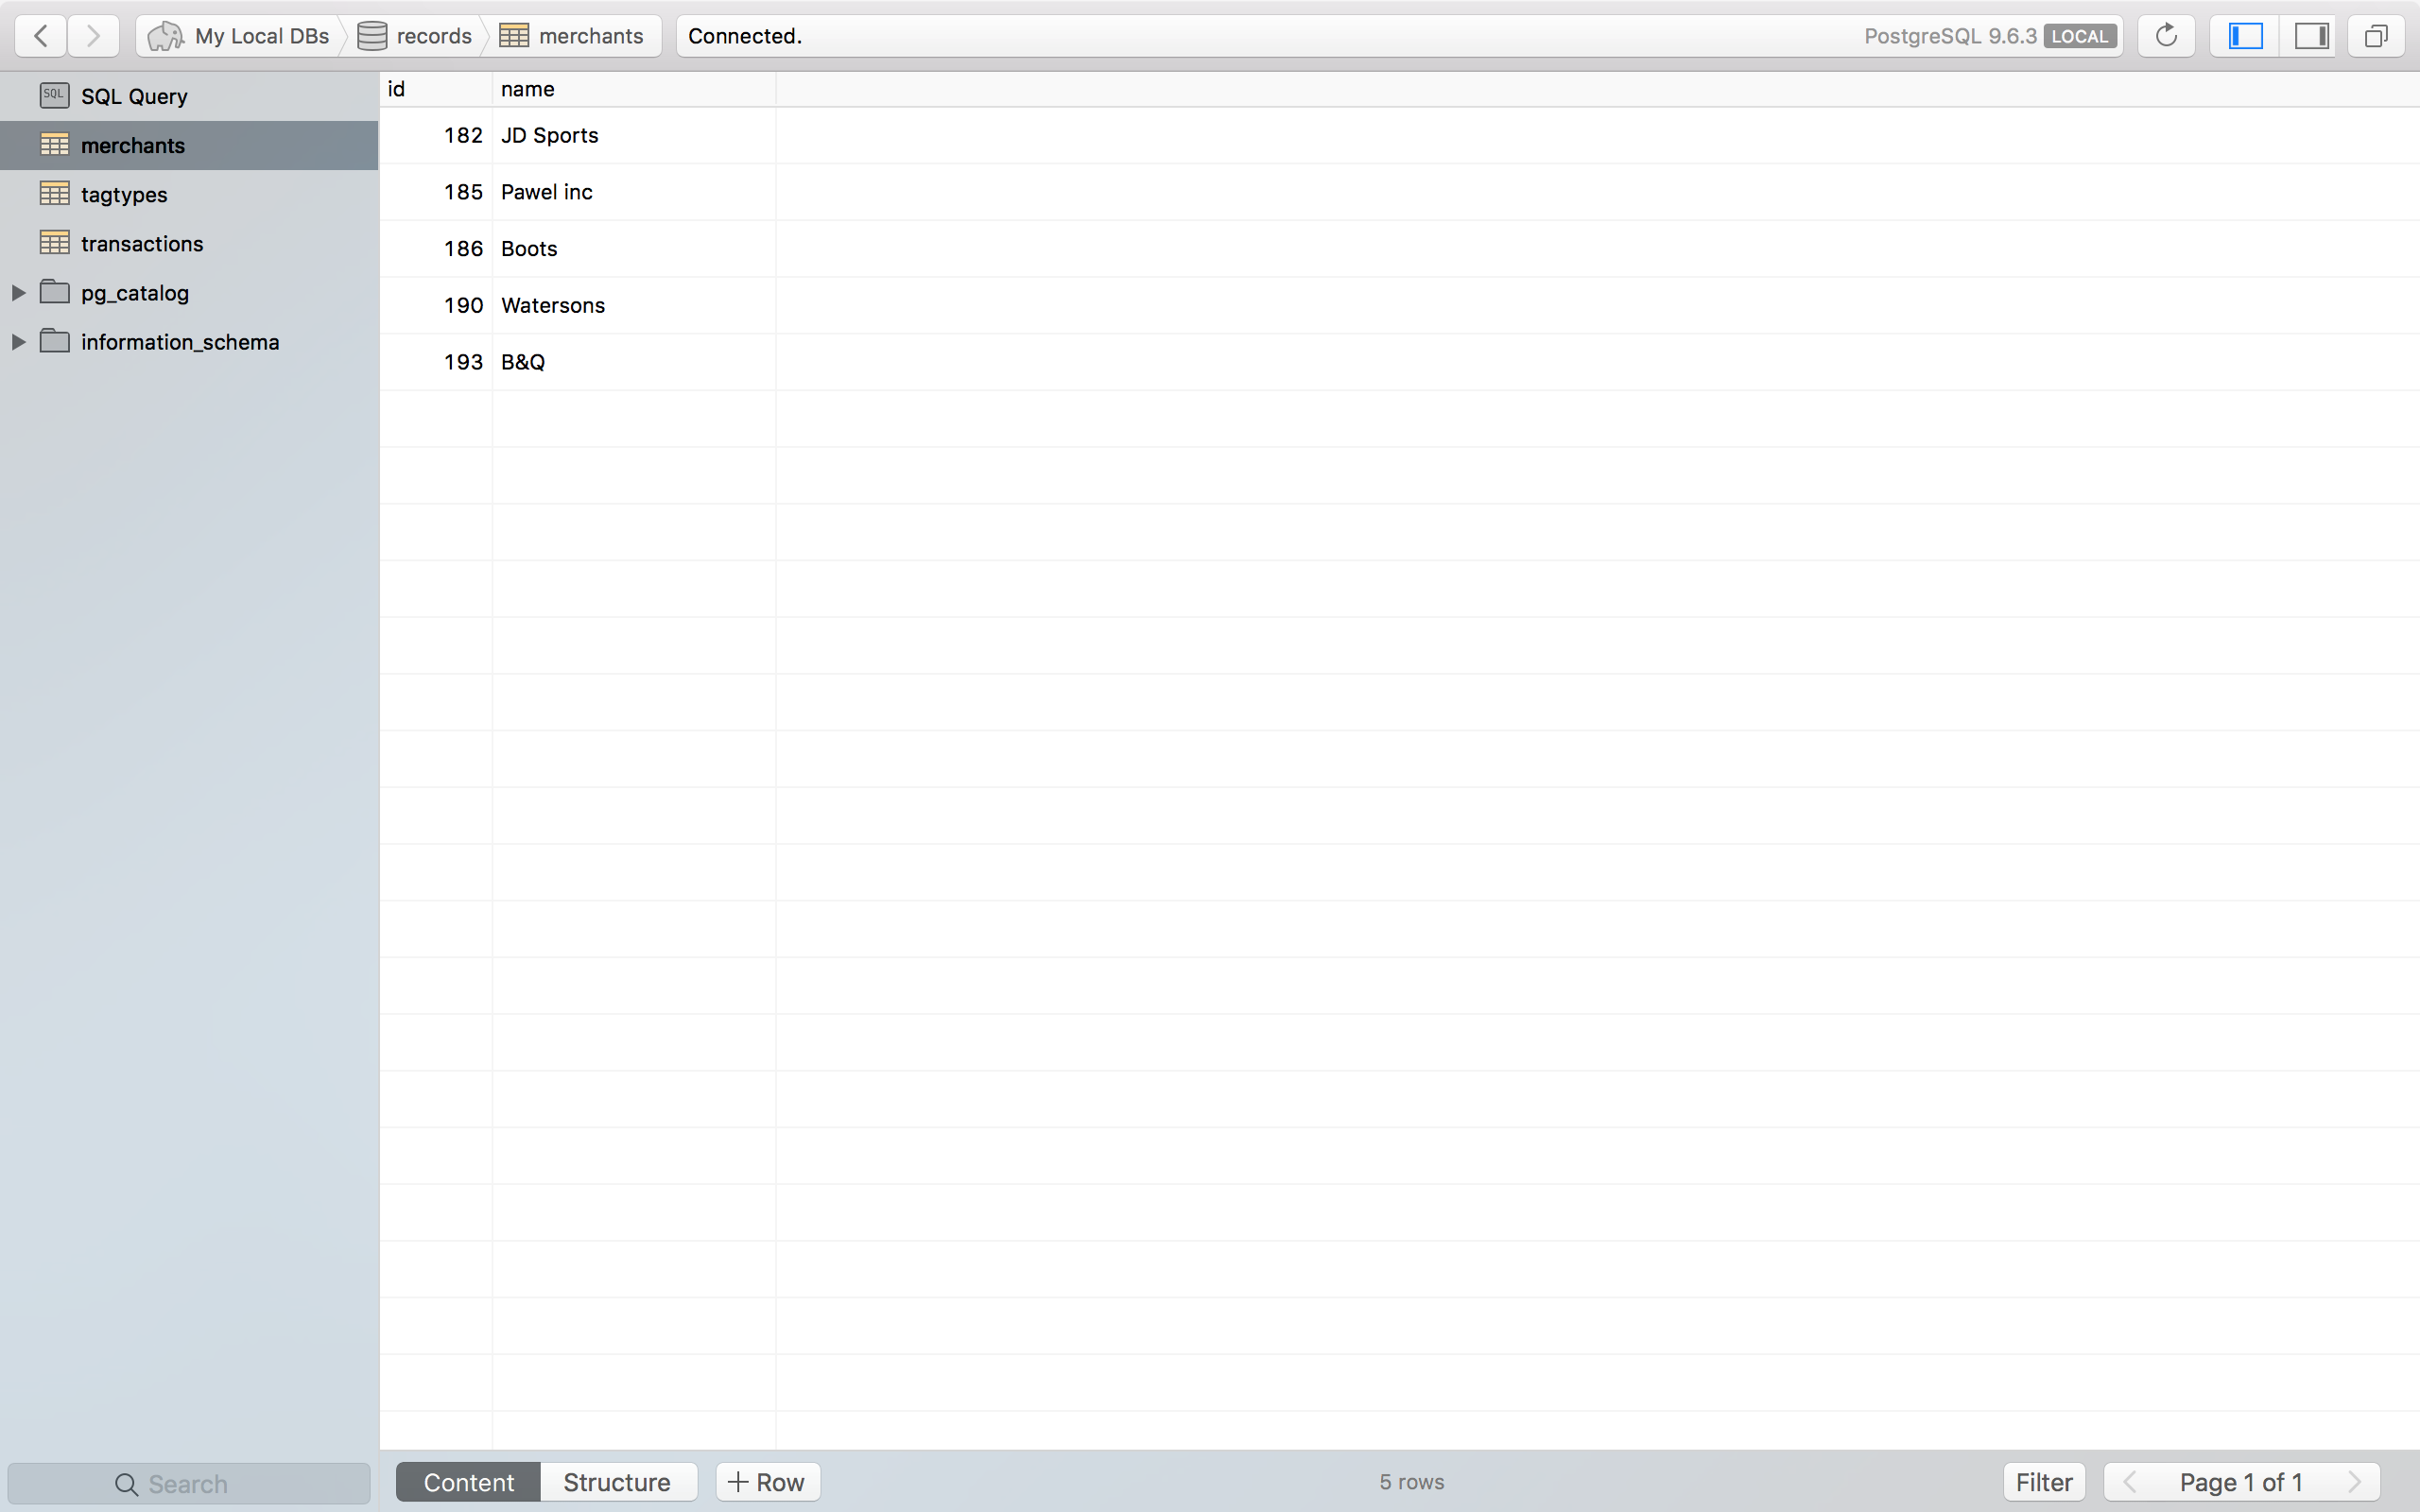 My Local DBs records merchants Connected. PostgreSQL 9.6.3 LOCAL
SQL SQL Query
merchants
tagtypes
transactions
pg_catalog
information_schema
id name
182 JD Sports
185 Pawel inc
186 Boots
190 Watersons
193 B&Q
Search Content Structure + Row 5 rows Filter Page 1 of 1